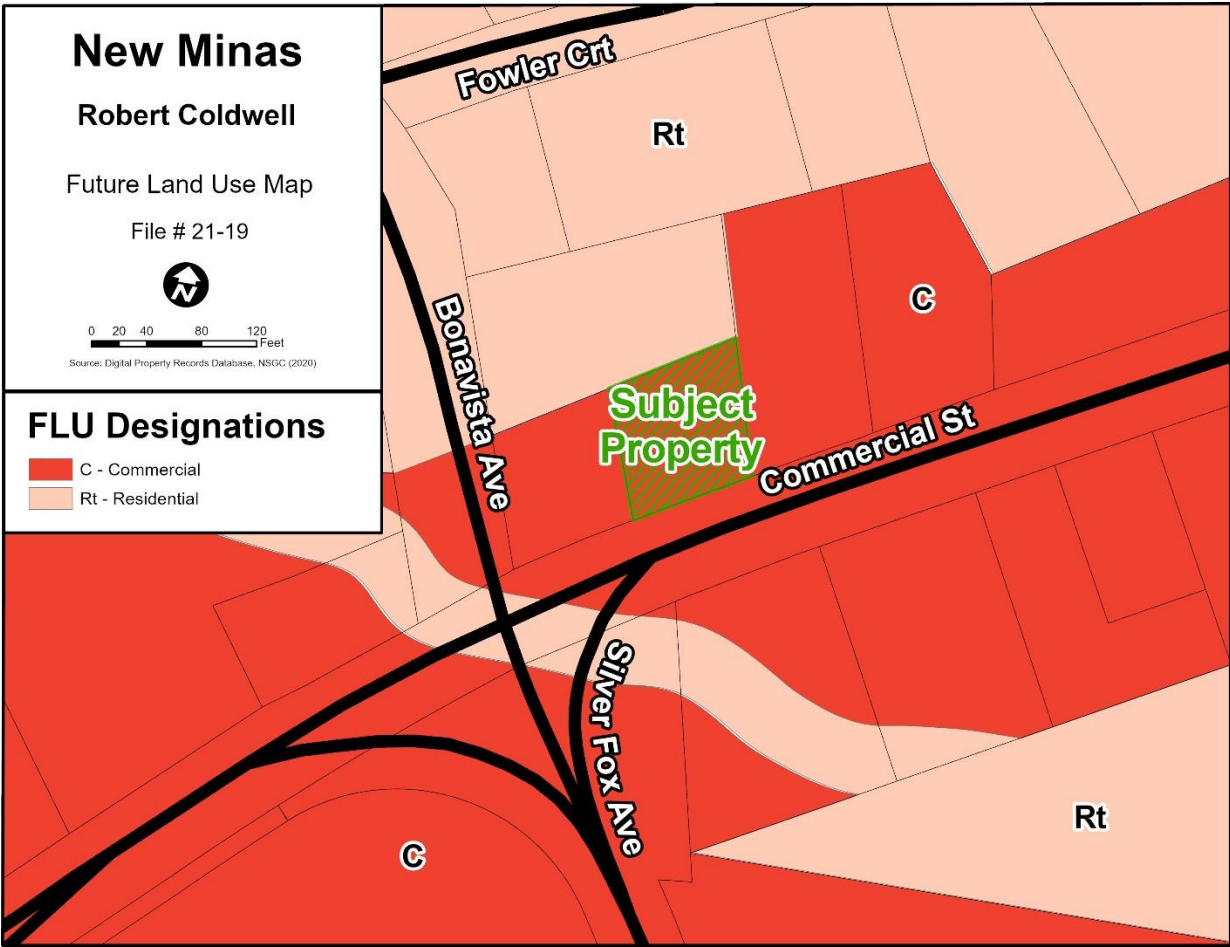 New Minas
Robert Coldwell
Future Land Use Map
File # 21-19
N
0 20 40 80 120
Feet
Source: Digital Property Records Database, NSGC (2020)
FLU Designations
C - Commercial
Rt - Residential
Fowler Crt
Rt
C
Bonavista Ave
Subject
Property
Commercial St
Silver Fox Ave
Rt
C